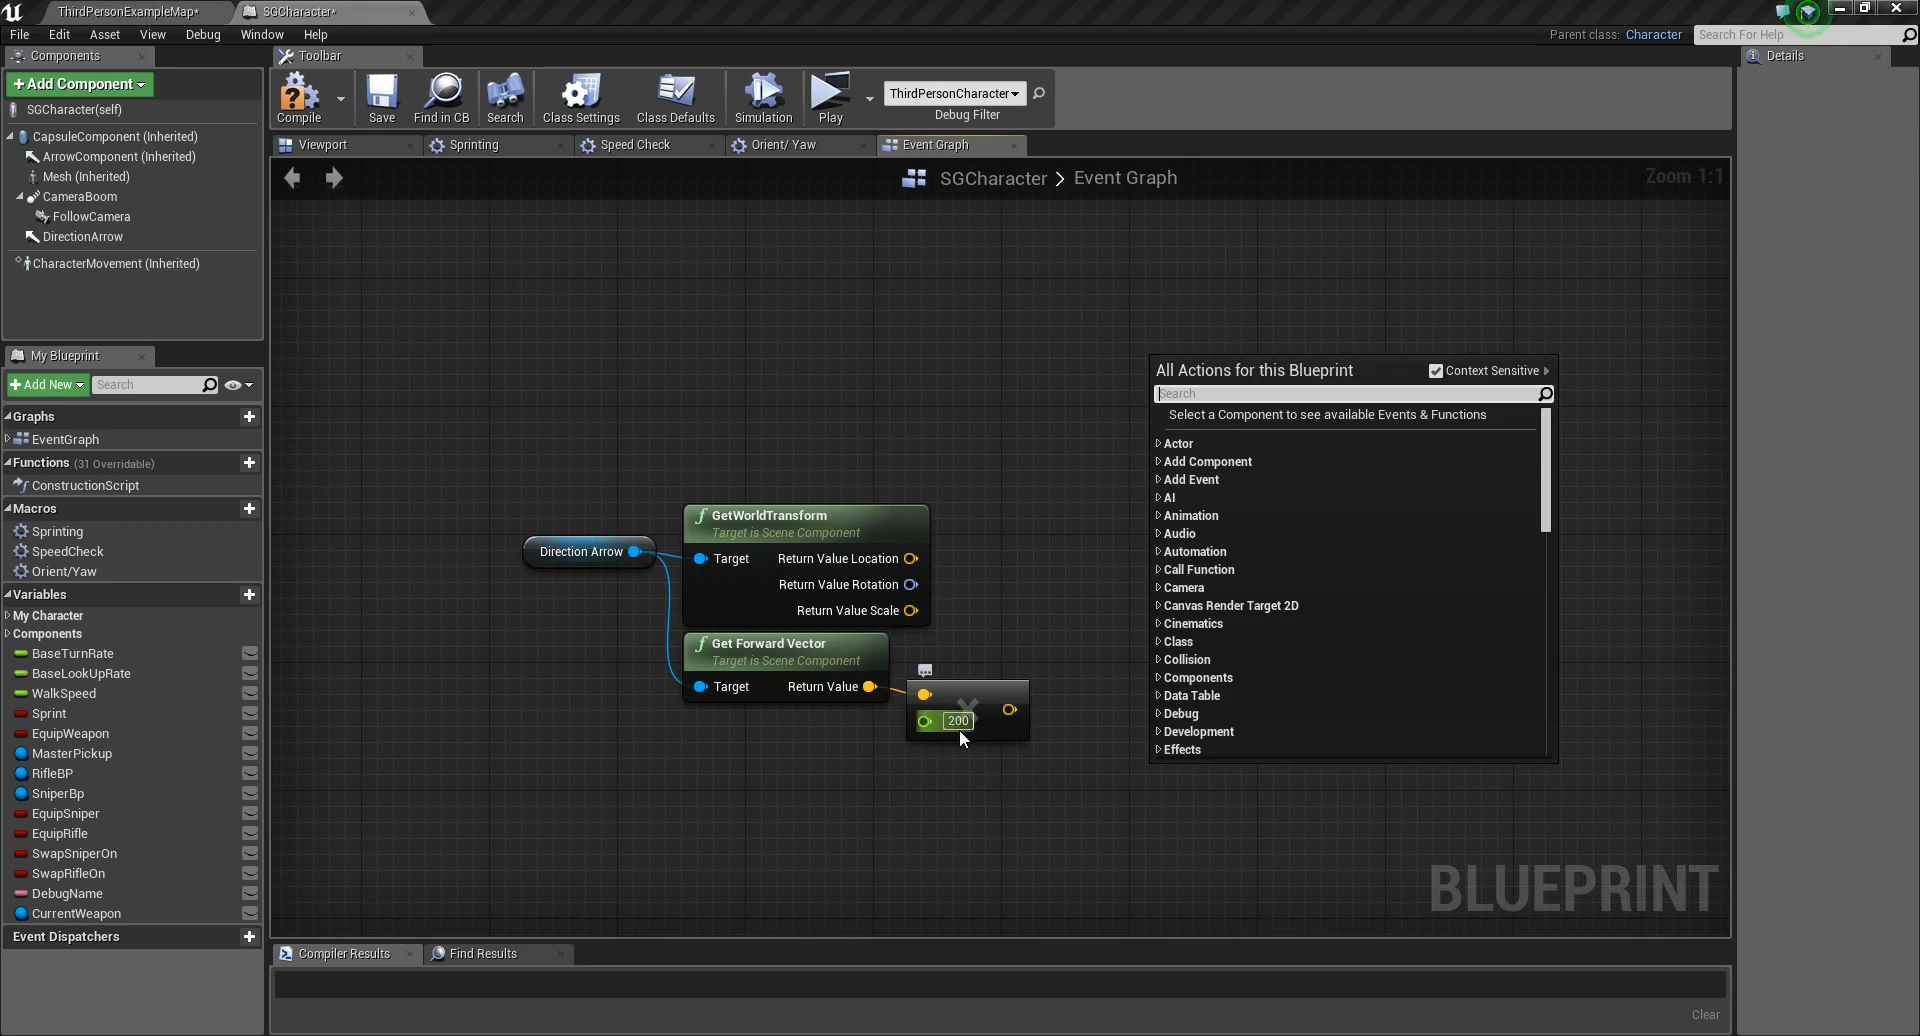 ThirdPersonExampleMap*
SGCharacter*
File Edit Asset View Debug Window Help
Parent class: Character
Search For Help
Components
Toolbar
Details
+Add Component
SGCharacter(self)
CapsuleComponent (Inherited)
ArrowComponent (Inherited)
Mesh (Inherited)
CameraBoom
FollowCamera
DirectionArrow
CharacterMovement (Inherited)
Compile
Save
Find in CB
Search
Class Settings
Class Defaults
Simulation
Play
ThirdPersonCharacter
Debug Filter
Viewport
Sprinting
Speed Check
Orient/ Yaw
Event Graph
SGCharacter > Event Graph
Zoom 1:1
My Blueprint
+Add New
Search
Graphs
EventGraph
Functions (31 Overridable)
ConstructionScript
Macros
Sprinting
SpeedCheck
Orient/Yaw
Variables
My Character
Components
BaseTurnRate
BaseLookUpRate
WalkSpeed
Sprint
EquipWeapon
MasterPickup
RifleBP
SniperBp
EquipSniper
EquipRifle
SwapSniperOn
SwapRifleOn
DebugName
CurrentWeapon
Event Dispatchers
Direction Arrow
GetWorldTransform
Target is Scene Component
Target
Return Value Location
Return Value Rotation
Return Value Scale
Get Forward Vector
Target is Scene Component
Target
Return Value
200
All Actions for this Blueprint
Context Sensitive
Search
Select a Component to see available Events & Functions
Actor
Add Component
Add Event
AI
Animation
Audio
Automation
Call Function
Camera
Canvas Render Target 2D
Cinematics
Class
Collision
Components
Data Table
Debug
Development
Effects
BLUEPRINT
Compiler Results
Find Results
Clear